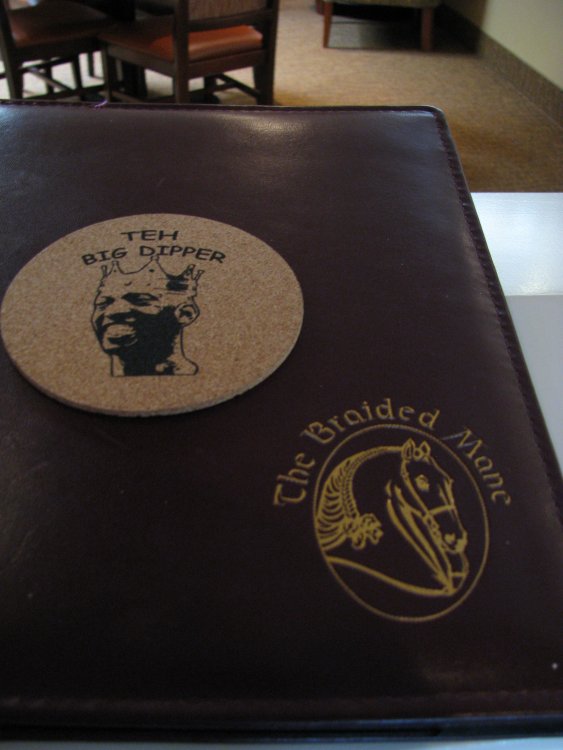 TEH
BIG DIPPER
The Braided Mane